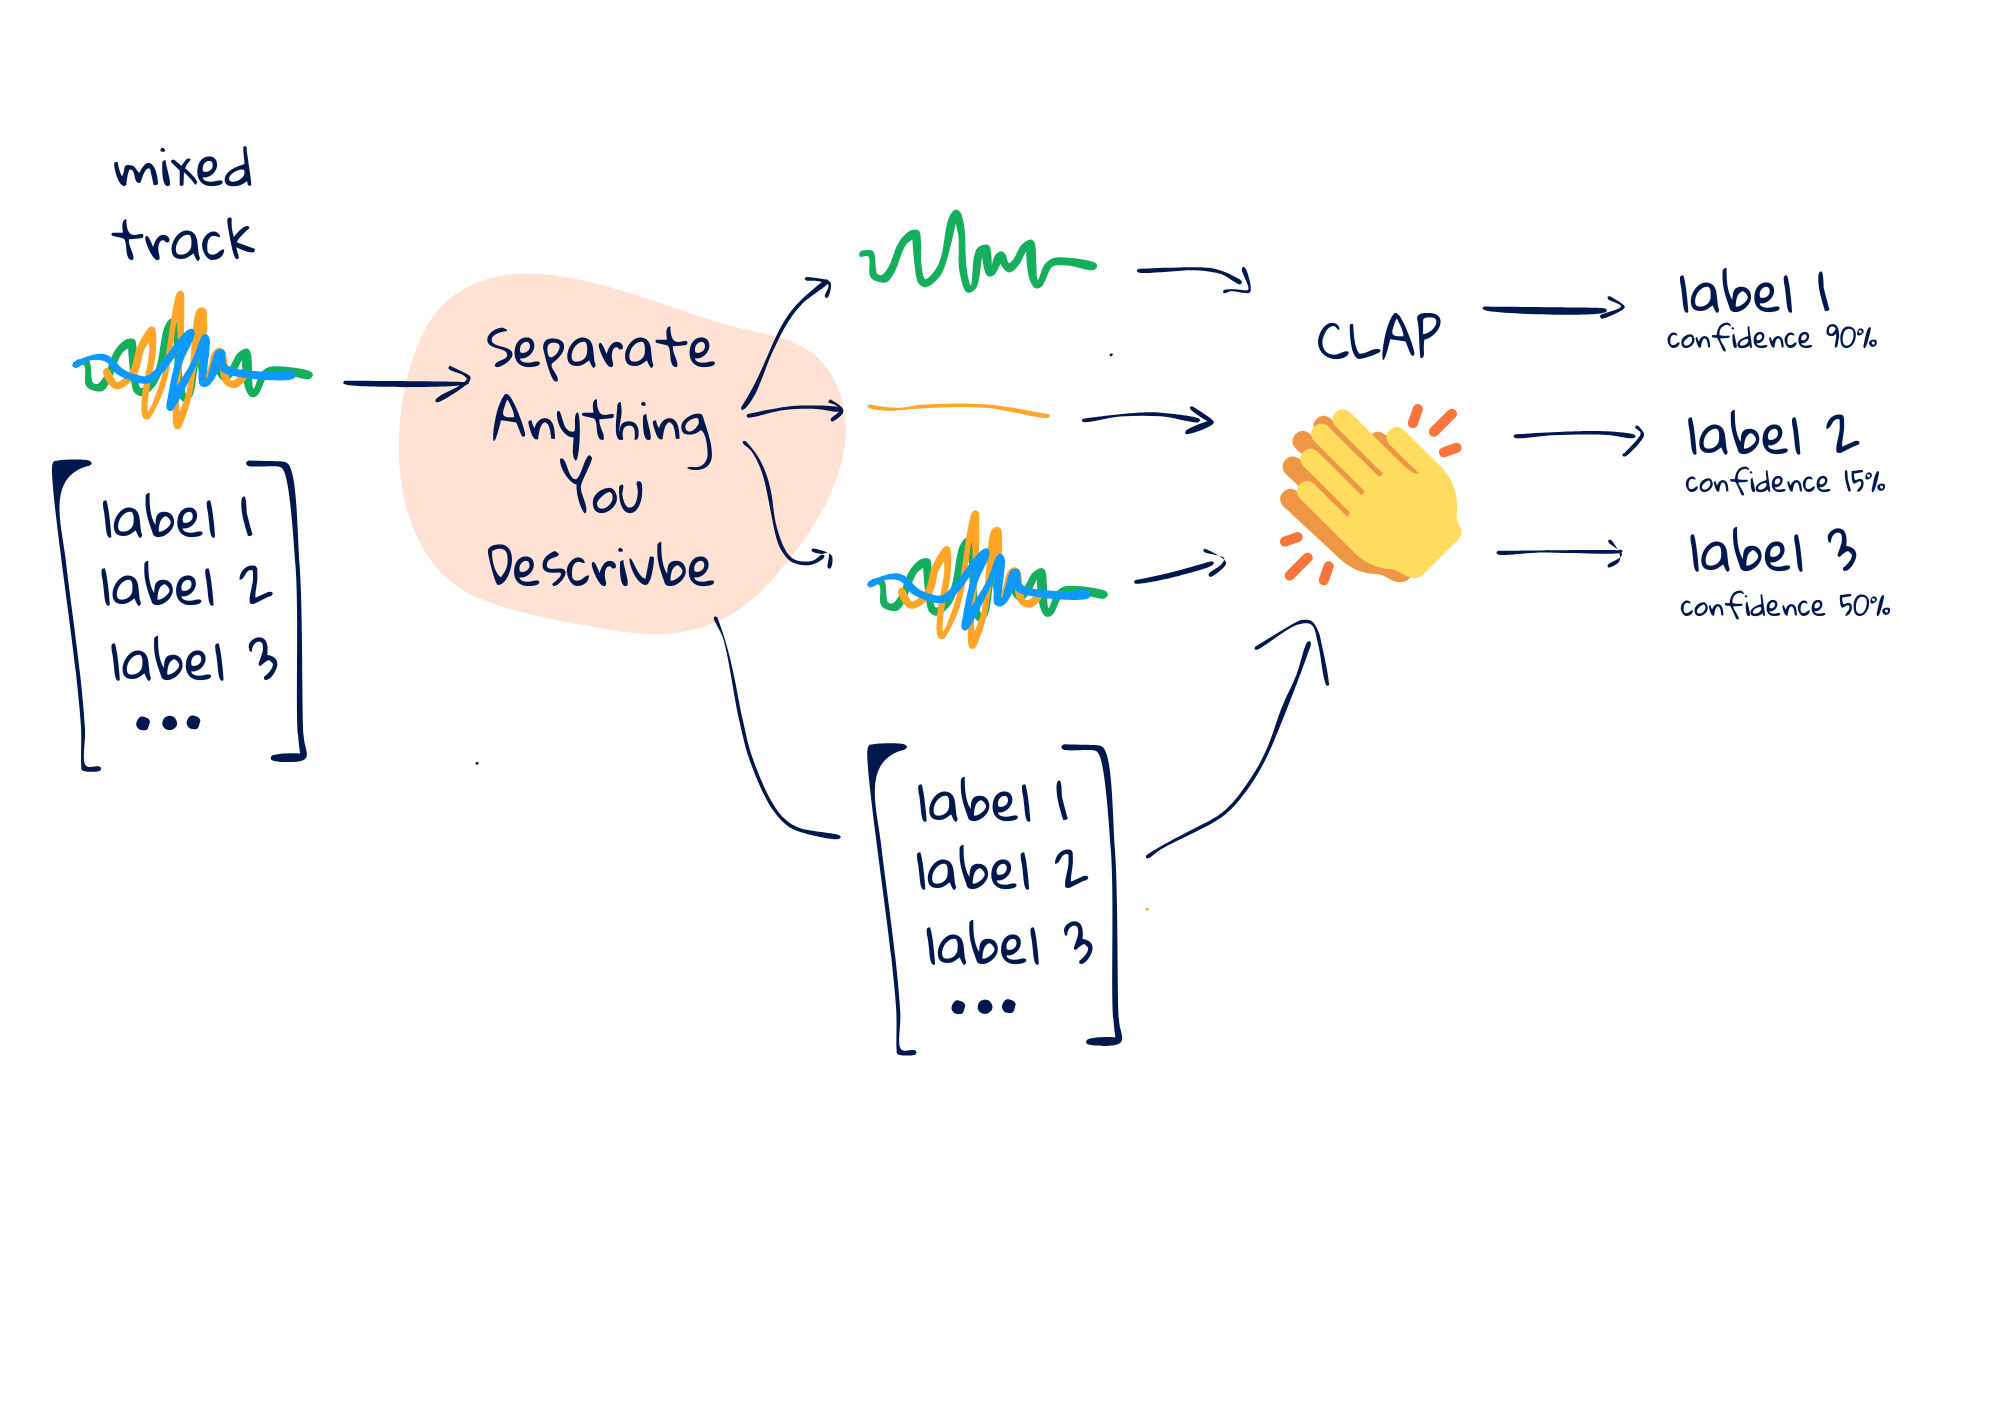 mixed
track
label 1
label 2
label 3
•••
Separate
Anything
You
Descrivbe
label 1
label 2
label 3
•••
CLAP
label 1
confidence 90%
label 2
confidence 15%
label 3
confidence 50%